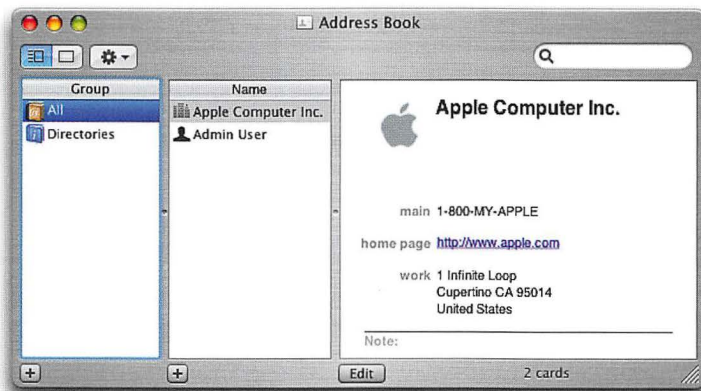 Address Book
Group
All
Directories
Name
Apple Computer Inc.
Admin User
Apple Computer Inc.
main 1-800-MY-APPLE
home page http://www.apple.com
work 1 Infinite Loop
Cupertino CA 95014
United States
Note:
Edit
2 cards